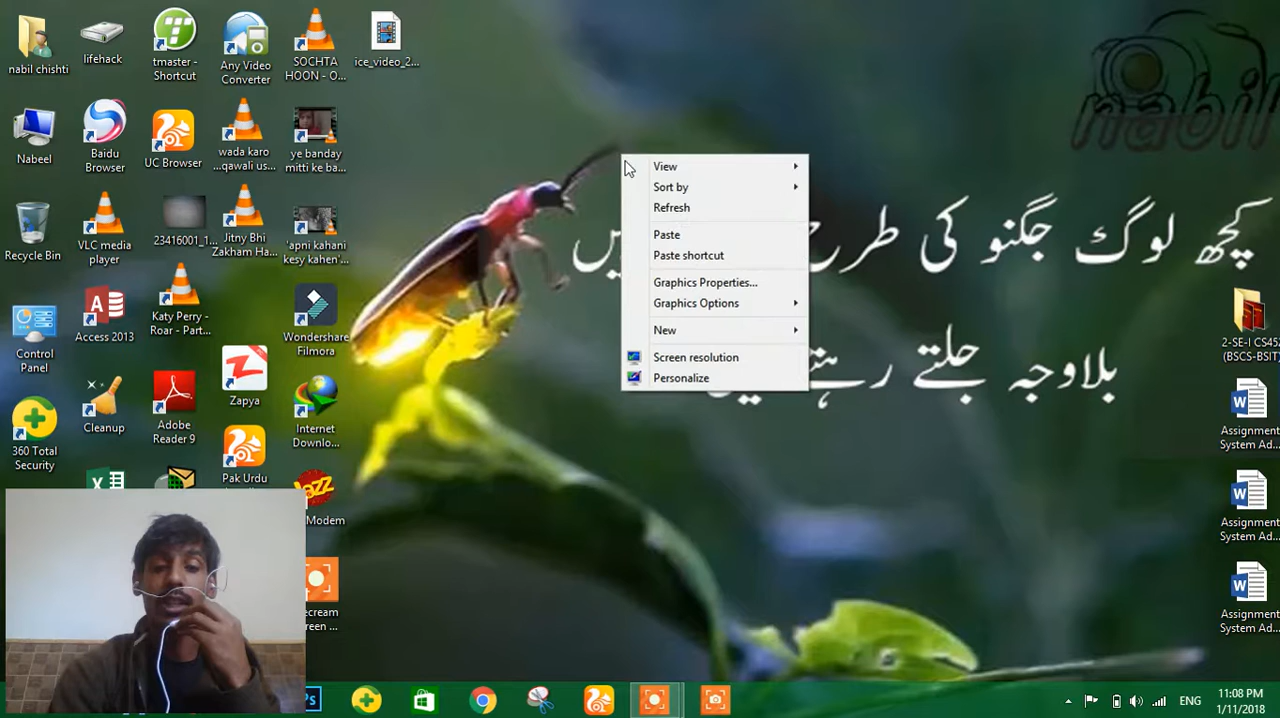 nabil chishti
lifehack
tmaster -
Shortcut
Any Video
Converter
SOCHTA
HOON - O...
ice_video_2...
Nabeel
Baidu
Browser
UC Browser
wada karo
...qawali us...
ye banday
mitti ke ba...
Recycle Bin
VLC media
player
23416001_1...
Jitny Bhi
Zakham Ha...
'apni kahani
kesy kahen'...
Control
Panel
Access 2013
Katy Perry -
Roar - Part...
Zapya
Wondershare
Filmora
360 Total
Security
Cleanup
Adobe
Reader 9
Pak Urdu
Internet
Downlo...
Jazz
Modem
View
Sort by
Refresh
Paste
Paste shortcut
Graphics Properties...
Graphics Options
New
Screen resolution
Personalize
nabil
کچھ لوگ جگنو کی طرح
بلاوجہ جلتے رہتے
2-SE-I CS45
(BSCS-BSIT
Assignment
System Ad...
Assignment
System Ad...
Assignment
System Ad...
ENG
11:08 PM
1/11/2018